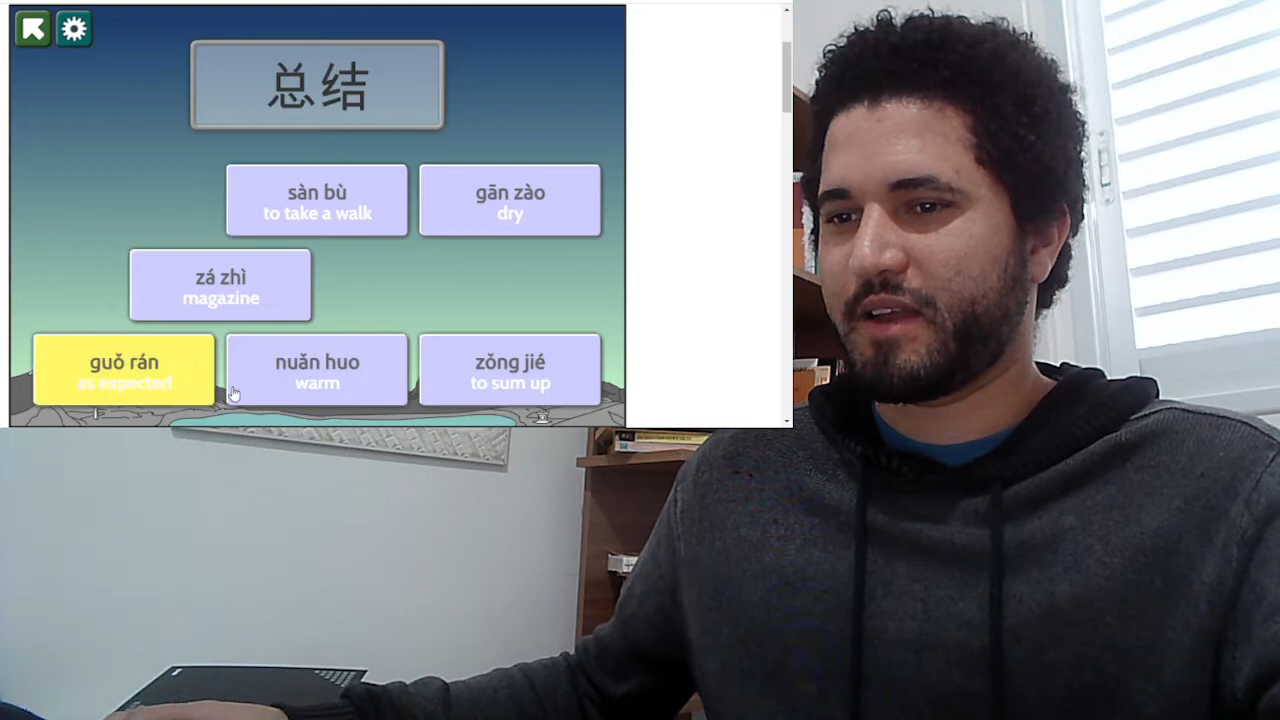 总结
sàn bù
to take a walk
gān zào
dry
zá zhì
magazine
guǒ rán
as expected
nuǎn huo
warm
zǒng jié
to sum up